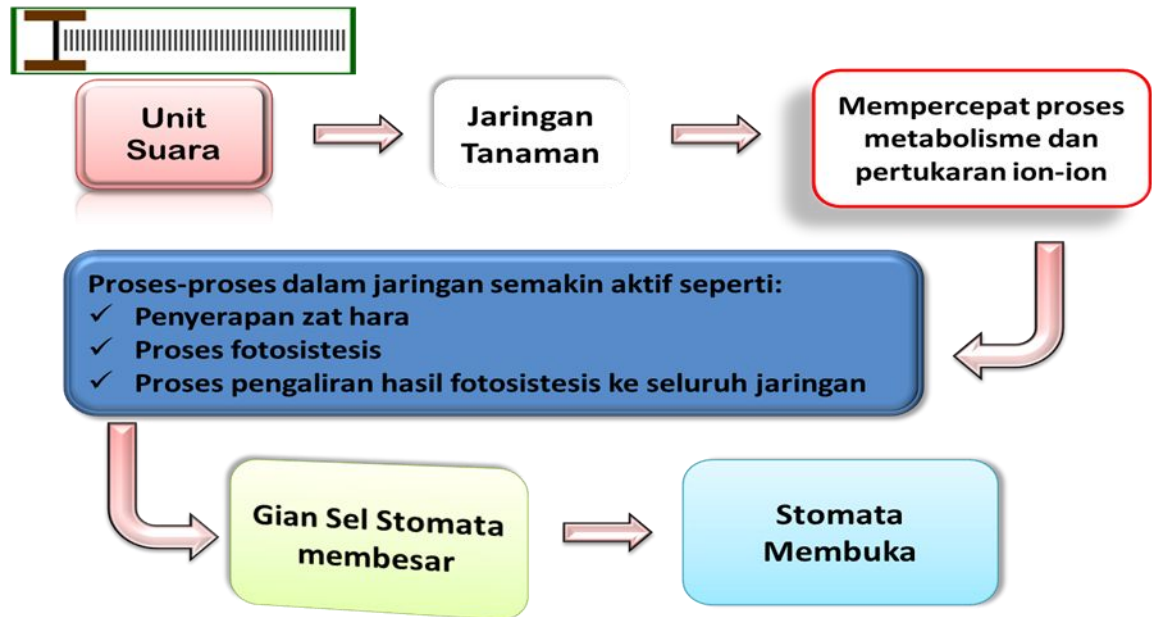 Unit
Suara
Jaringan
Tanaman
Mempercepat proses
metabolisme dan
pertukaran ion-ion
Proses-proses dalam jaringan semakin aktif seperti:
✓ Penyerapan zat hara
✓ Proses fotosistesis
✓ Proses pengaliran hasil fotosistesis ke seluruh jaringan
Gian Sel Stomata
membesar
Stomata
Membuka